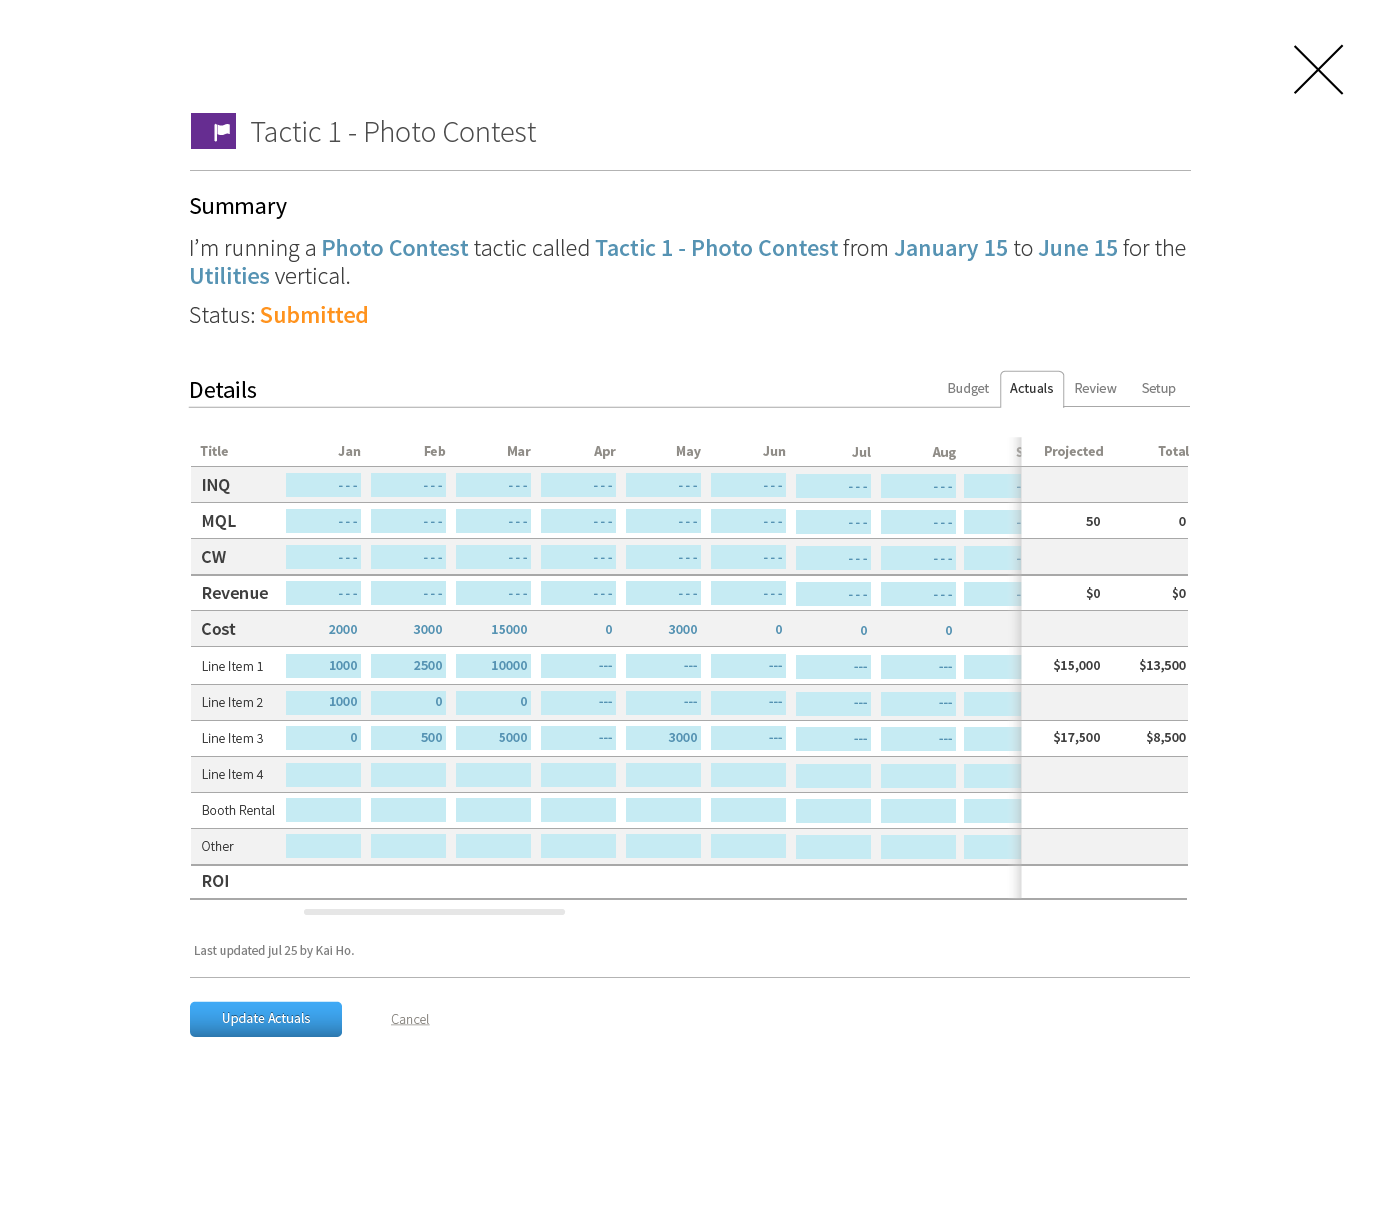 Tactic 1 - Photo Contest
Summary
I'm running a Photo Contest tactic called Tactic 1 - Photo Contest from January 15 to June 15 for the
Utilities vertical.
Status: Submitted
Details Budget Actuals Review Setup
Title Jan Feb Mar Apr May Jun Jul Aug S Projected Total
INQ --- --- --- --- --- --- --- --- -
MQL --- --- --- --- --- --- --- --- - 50 0
CW --- --- --- --- --- --- --- --- -
Revenue --- --- --- --- --- --- --- --- - $0 $0
Cost 2000 3000 15000 0 3000 0 0 0
Line Item 1 1000 2500 10000 --- --- --- --- --- $15,000 $13,500
Line Item 2 1000 0 0 --- --- --- --- ---
Line Item 3 0 500 5000 --- 3000 --- --- --- $17,500 $8,500
Line Item 4
Booth Rental
Other
ROI
Last updated jul 25 by Kai Ho.
Update Actuals Cancel